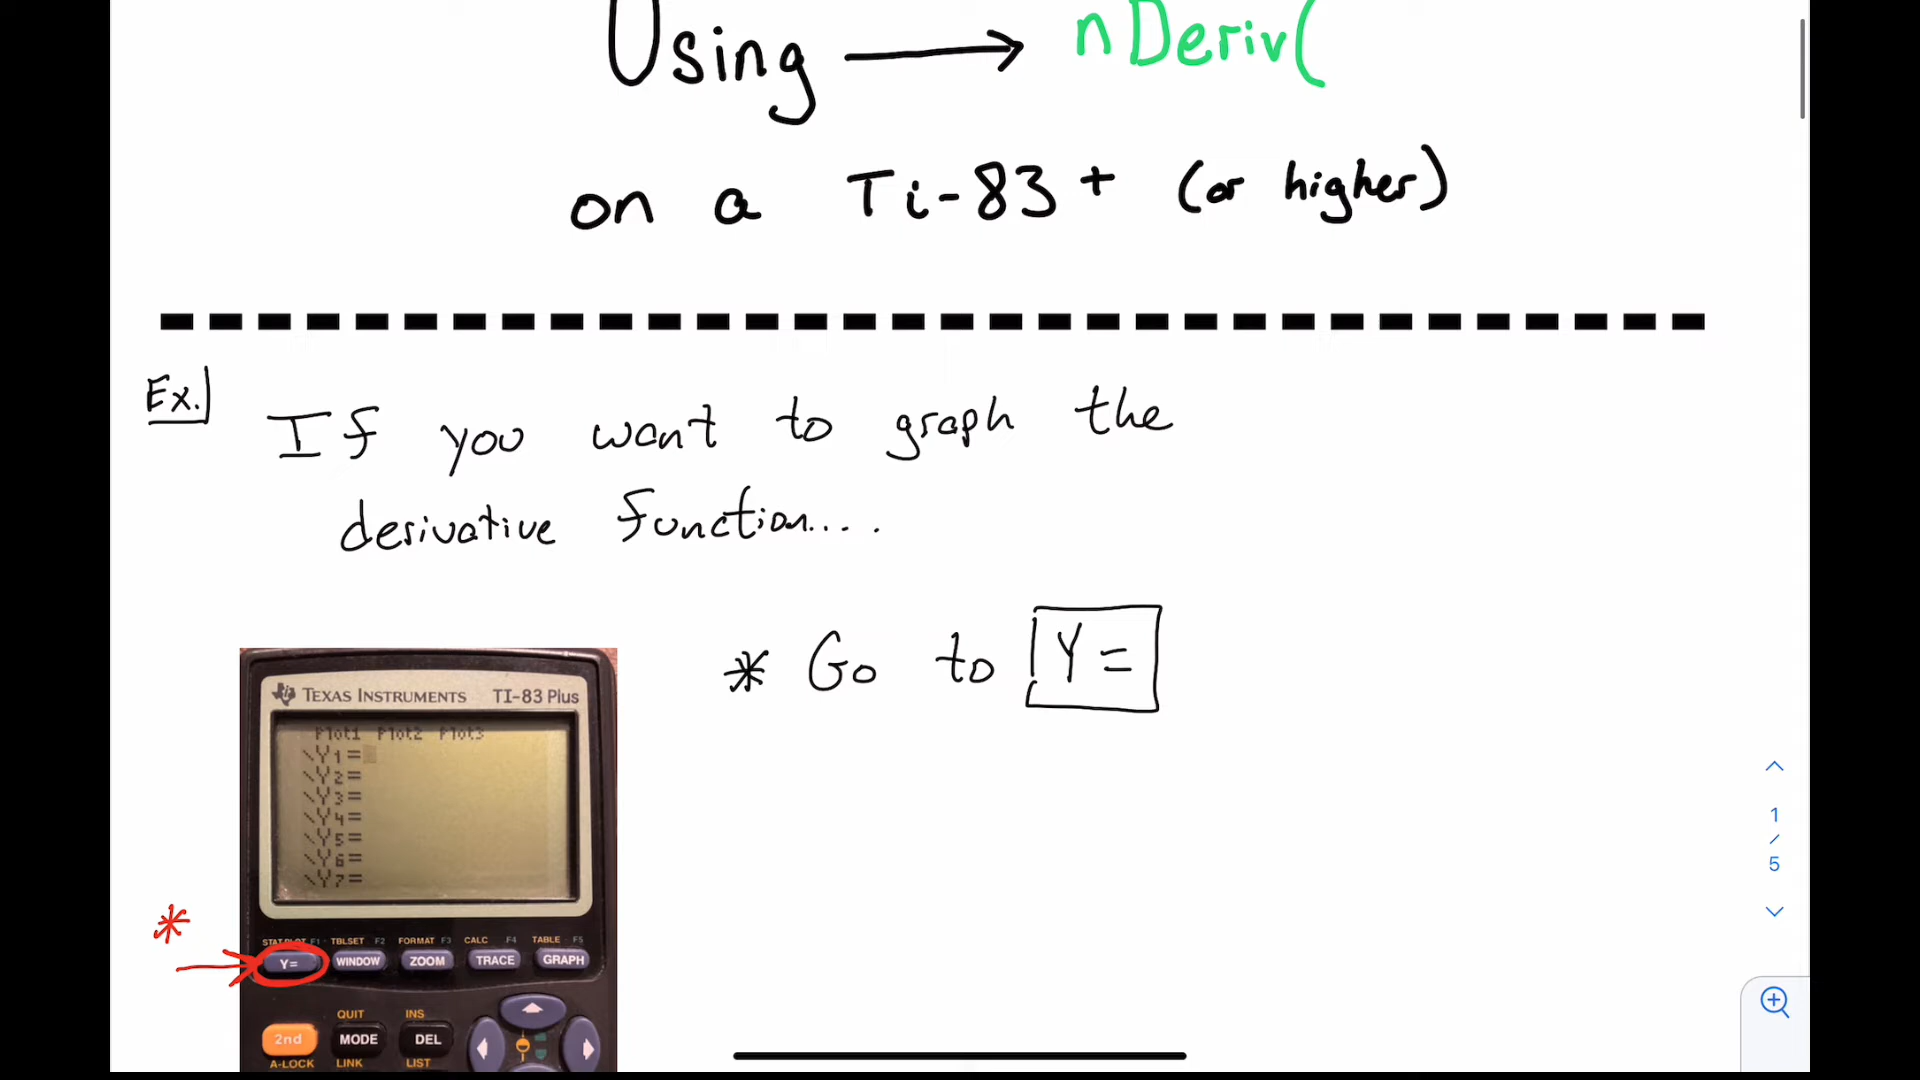 Using → nDeriv(
on a Ti-83+ (or higher)
Ex.
If you want to graph the
derivative function....
* Go to Y=
TEXAS INSTRUMENTS TI-83 Plus
Plot1 Plot2 Plot3
\Y1=
\Y2=
\Y3=
\Y4=
\Y5=
\Y6=
\Y7=
*
STAT PLOT F1 TBLSET F2 FORMAT F3 CALC F4 TABLE F5
Y= WINDOW ZOOM TRACE GRAPH
QUIT INS
2nd MODE DEL
A-LOCK LINK LIST
1
/
5